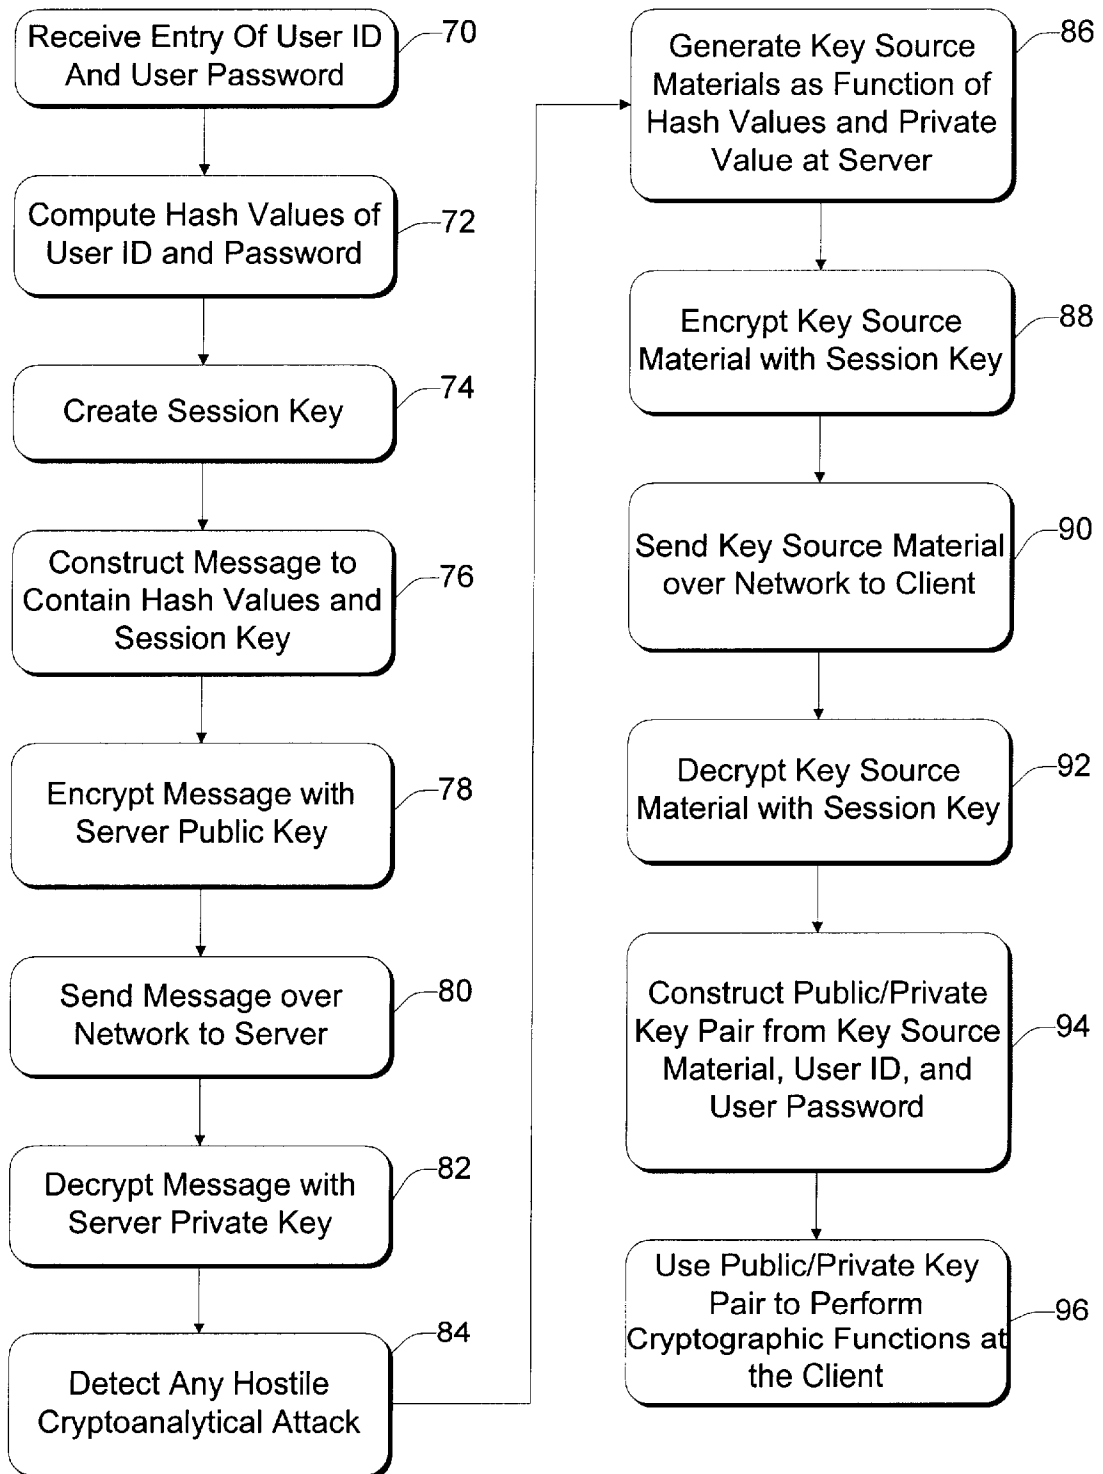 Receive Entry Of User ID
And User Password
70
Compute Hash Values of
User ID and Password
72
Create Session Key
74
Construct Message to
Contain Hash Values and
Session Key
76
Encrypt Message with
Server Public Key
78
Send Message over
Network to Server
80
Decrypt Message with
Server Private Key
82
Detect Any Hostile
Cryptoanalytical Attack
84
Generate Key Source
Materials as Function of
Hash Values and Private
Value at Server
86
Encrypt Key Source
Material with Session Key
88
Send Key Source Material
over Network to Client
90
Decrypt Key Source
Material with Session Key
92
Construct Public/Private
Key Pair from Key Source
Material, User ID, and
User Password
94
Use Public/Private Key
Pair to Perform
Cryptographic Functions at
the Client
96